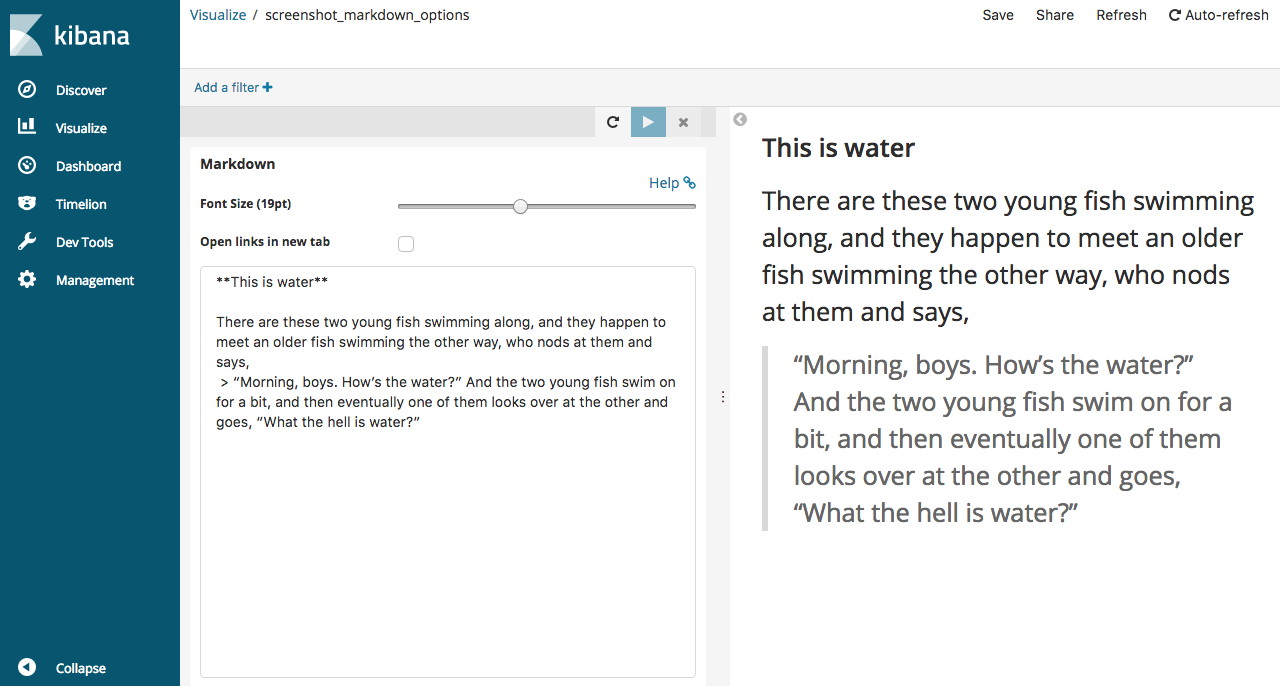 kibana
Discover
Visualize
Dashboard
Timelion
Dev Tools
Management
Collapse
Visualize / screenshot_markdown_options
Save Share Refresh Auto-refresh
Add a filter +
Markdown
Help
Font Size (19pt)
Open links in new tab
**This is water**
There are these two young fish swimming along, and they happen to
meet an older fish swimming the other way, who nods at them and
says,
> “Morning, boys. How’s the water?” And the two young fish swim on
for a bit, and then eventually one of them looks over at the other and
goes, “What the hell is water?”
This is water
There are these two young fish swimming
along, and they happen to meet an older
fish swimming the other way, who nods
at them and says,
“Morning, boys. How’s the water?”
And the two young fish swim on for a
bit, and then eventually one of them
looks over at the other and goes,
“What the hell is water?”